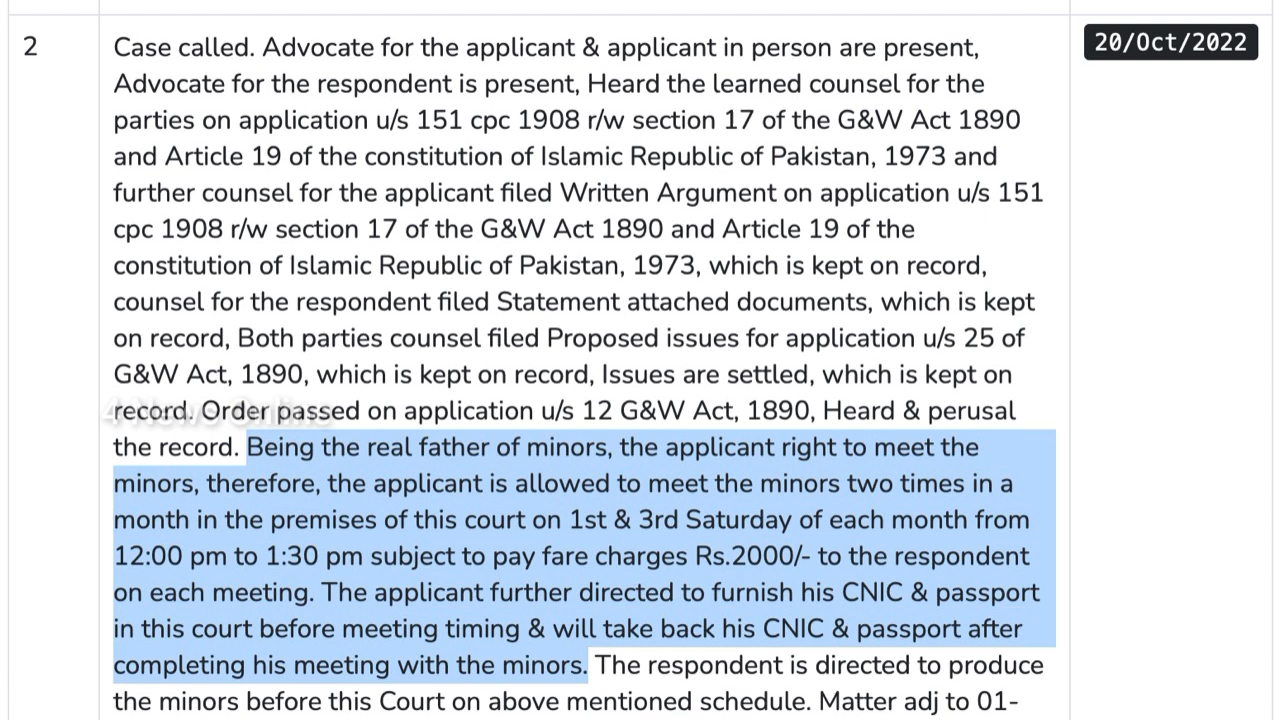 2
Case called. Advocate for the applicant & applicant in person are present,
20/Oct/2022
Advocate for the respondent is present, Heard the learned counsel for the
parties on application u/s 151 cpc 1908 r/w section 17 of the G&W Act 1890
and Article 19 of the constitution of Islamic Republic of Pakistan, 1973 and
further counsel for the applicant filed Written Argument on application u/s 151
cpc 1908 r/w section 17 of the G&W Act 1890 and Article 19 of the
constitution of Islamic Republic of Pakistan, 1973, which is kept on record,
counsel for the respondent filed Statement attached documents, which is kept
on record, Both parties counsel filed Proposed issues for application u/s 25 of
G&W Act, 1890, which is kept on record, Issues are settled, which is kept on
record. Order passed on application u/s 12 G&W Act, 1890, Heard & perusal
4 News Online
the record. Being the real father of minors, the applicant right to meet the
minors, therefore, the applicant is allowed to meet the minors two times in a
month in the premises of this court on 1st & 3rd Saturday of each month from
12:00 pm to 1:30 pm subject to pay fare charges Rs.2000/- to the respondent
on each meeting. The applicant further directed to furnish his CNIC & passport
in this court before meeting timing & will take back his CNIC & passport after
completing his meeting with the minors. The respondent is directed to produce
the minors before this Court on above mentioned schedule. Matter adj to 01-